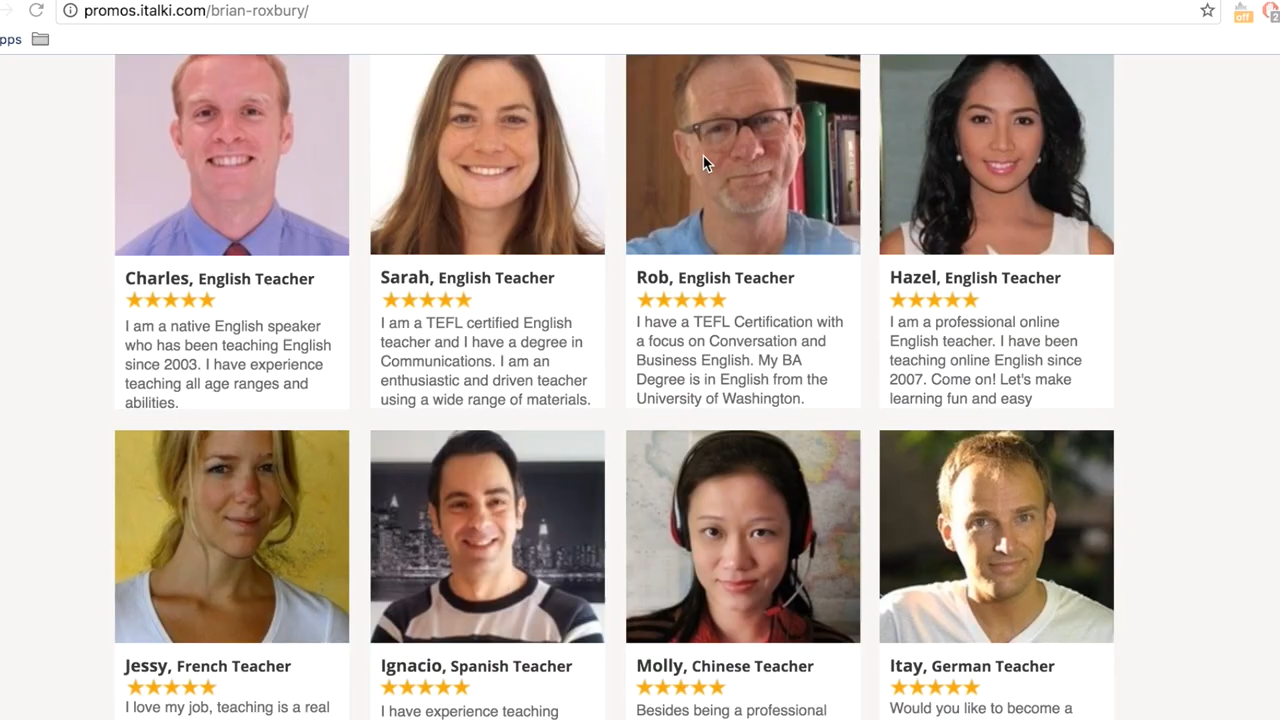 promos.italki.com/brian-roxbury/
off
2
pps
Charles, English Teacher
I am a native English speaker
who has been teaching English
since 2003. I have experience
teaching all age ranges and
abilities.
Sarah, English Teacher
I am a TEFL certified English
teacher and I have a degree in
Communications. I am an
enthusiastic and driven teacher
using a wide range of materials.
Rob, English Teacher
I have a TEFL Certification with
a focus on Conversation and
Business English. My BA
Degree is in English from the
University of Washington.
Hazel, English Teacher
I am a professional online
English teacher. I have been
teaching online English since
2007. Come on! Let's make
learning fun and easy
Jessy, French Teacher
I love my job, teaching is a real
Ignacio, Spanish Teacher
I have experience teaching
Molly, Chinese Teacher
Besides being a professional
Itay, German Teacher
Would you like to become a